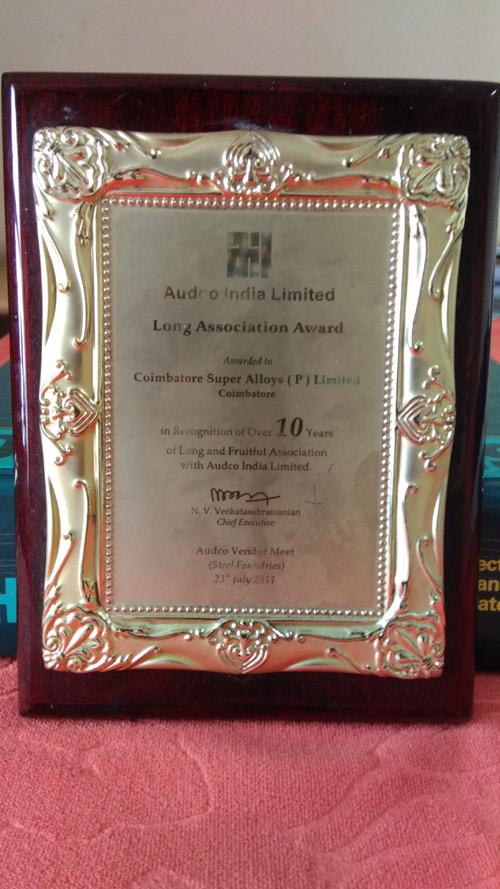 Audco India Limited
Long Association Award
Awarded to
Coimbatore Super Alloys ( P ) Limited
Coimbatore
in Recognition of Over 10 Years
of Long and Fruitful Association
with Audco India Limited.
N. V. Venkatasubramanian
Chief Executive
Audco Vendor Meet
(Steel Foundries)
23rd July 2011